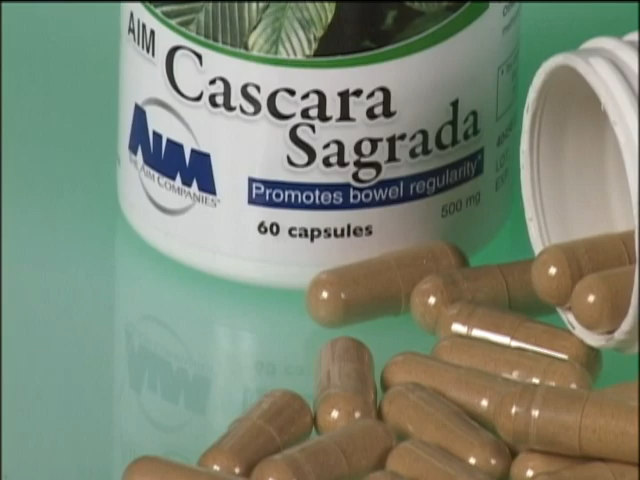 AIM
Cascara
Sagrada
AIM
THE AIM COMPANIES
Promotes bowel regularity*
500 mg
60 capsules